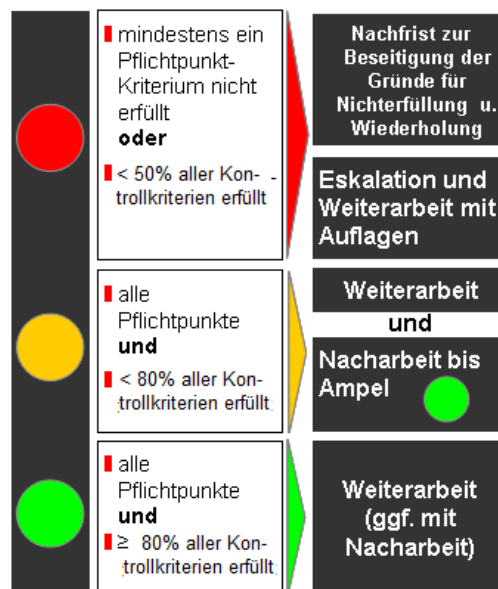 mindestens ein
Pflichtpunkt-
Kriterium nicht
erfüllt
oder
< 50% aller Kon-
trollkriterien erfüllt
Nachfrist zur
Beseitigung der
Gründe für
Nichterfüllung u.
Wiederholung
Eskalation und
Weiterarbeit mit
Auflagen
alle
Pflichtpunkte
und
< 80% aller Kon-
trollkriterien erfüllt
Weiterarbeit
und
Nacharbeit bis
Ampel
alle
Pflichtpunkte
und
≥ 80% aller Kon-
trollkriterien erfüllt
Weiterarbeit
(ggf. mit
Nacharbeit)